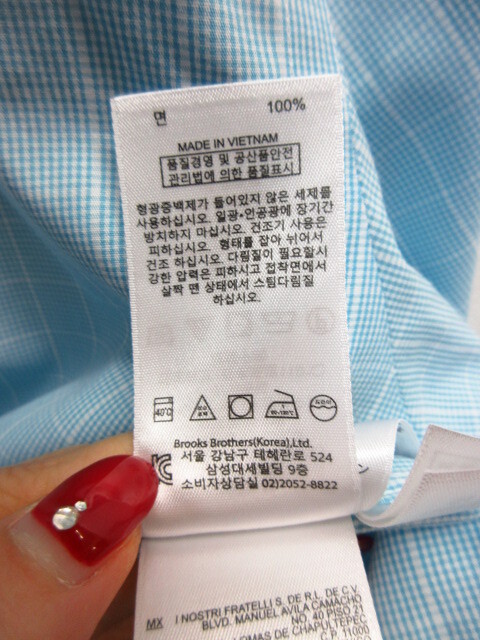 면 100%
MADE IN VIETNAM
품질경영 및 공산품안전
관리법에 의한 품질표시
형광증백제가 들어있지 않은 세제를
사용하십시오. 일광·인공광에 장기간
방치하지 마십시오. 건조기 사용은
피하십시오. 형태를 잡아 뉘어서
건조 하십시오. 다림질이 필요할시
강한 압력은 피하시고 접착면에서
살짝 땐 상태에서 스팀다림질
하십시오.
40℃
Brooks Brothers(Korea),Ltd.
서울 강남구 테헤란로 524
삼성대세빌딩 9층
소비자상담실 02)2052-8822
MX I NOSTRI FRATELLI S. DE R.L. DE C.V.
BLVD. MANUEL AVILA CAMACHO
NO. 40 PISO 21
LOMAS DE CHAPULTEPEC
C.P. 11000